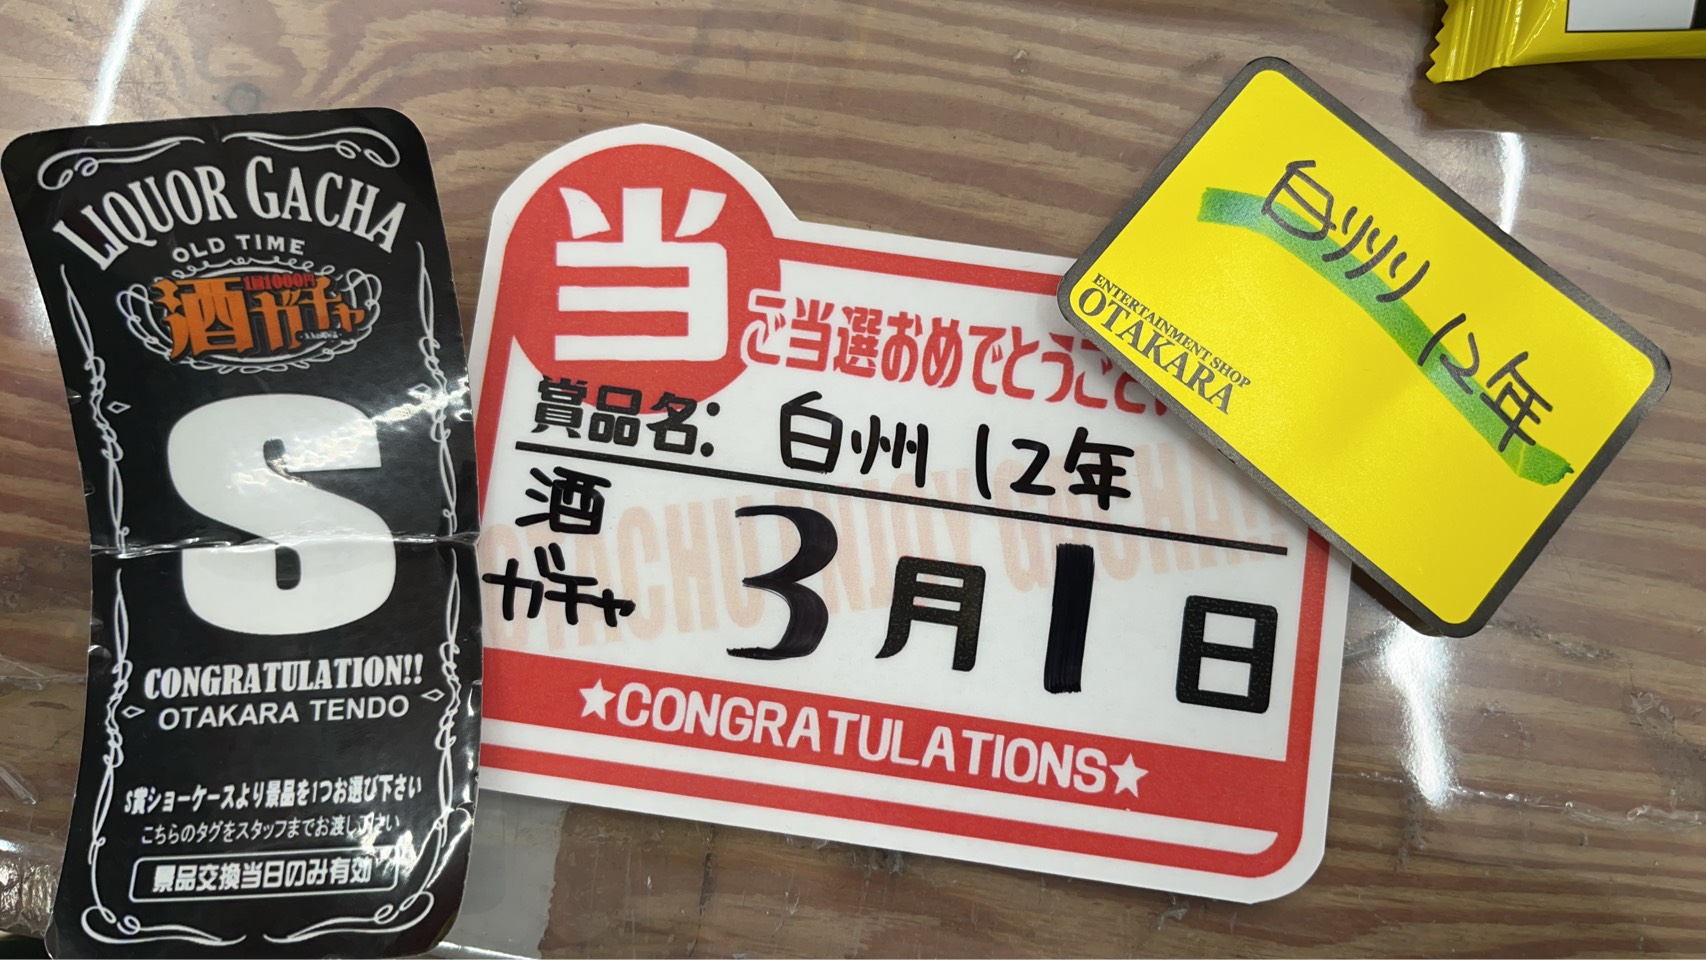 LIQUOR GACHA
OLD TIME
1回1000円
酒ガチャ
S
CONGRATULATION!!
OTAKARA TENDO
S賞ショーケースより景品を1つお選び下さい
こちらのタグをスタッフまでお渡し下さい
景品交換当日のみ有効
当
ご当選おめでとうござ
賞品名: 白州 12年
酒
ガチャ
3月1日
★CONGRATULATIONS★
白州 12年
ENTERTAINMENT SHOP
OTAKARA